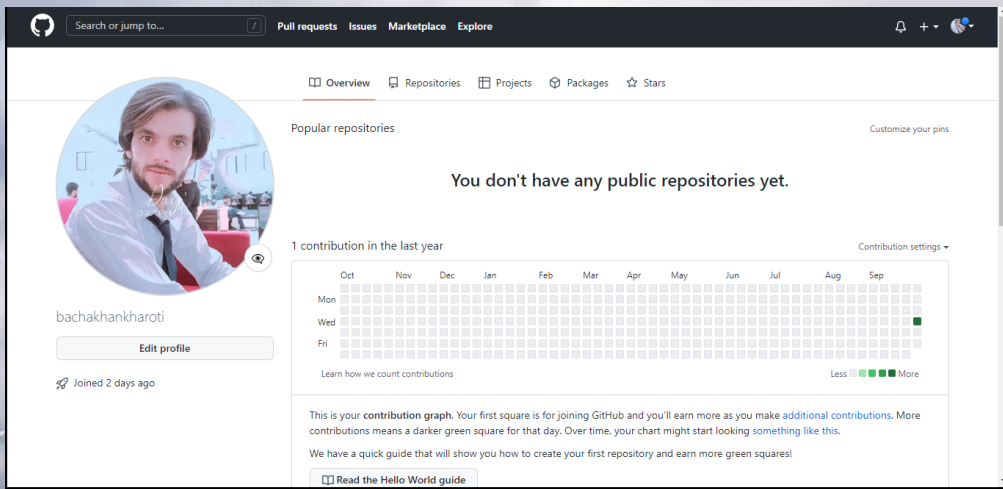 Search or jump to...
/
Pull requests Issues Marketplace Explore
Overview Repositories Projects Packages Stars
Popular repositories
Customize your pins
You don't have any public repositories yet.
1 contribution in the last year
Contribution settings
Oct Nov Dec Jan Feb Mar Apr May Jun Jul Aug Sep
Mon
Wed
Fri
Learn how we count contributions
Less More
bachakhankharoti
Edit profile
Joined 2 days ago
This is your contribution graph. Your first square is for joining GitHub and you'll earn more as you make additional contributions. More
contributions means a darker green square for that day. Over time, your chart might start looking something like this.
We have a quick guide that will show you how to create your first repository and earn more green squares!
Read the Hello World guide